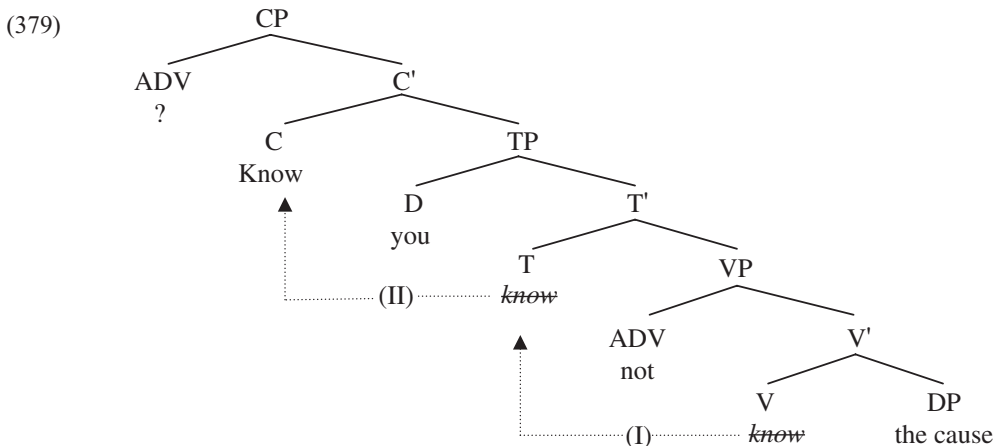 (379)
CP
ADV
?
C'
C
Know
TP
D
you
T'
T
know
VP
(II)
ADV
not
V'
V
know
DP
the cause
(I)